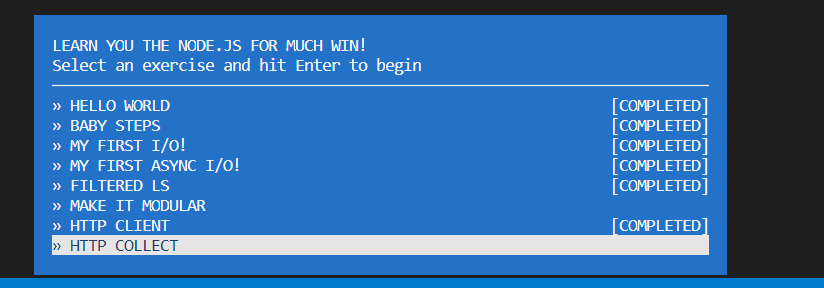 LEARN YOU THE NODE.JS FOR MUCH WIN!
Select an exercise and hit Enter to begin
» HELLO WORLD [COMPLETED]
» BABY STEPS [COMPLETED]
» MY FIRST I/O! [COMPLETED]
» MY FIRST ASYNC I/O! [COMPLETED]
» FILTERED LS [COMPLETED]
» MAKE IT MODULAR
» HTTP CLIENT [COMPLETED]
» HTTP COLLECT